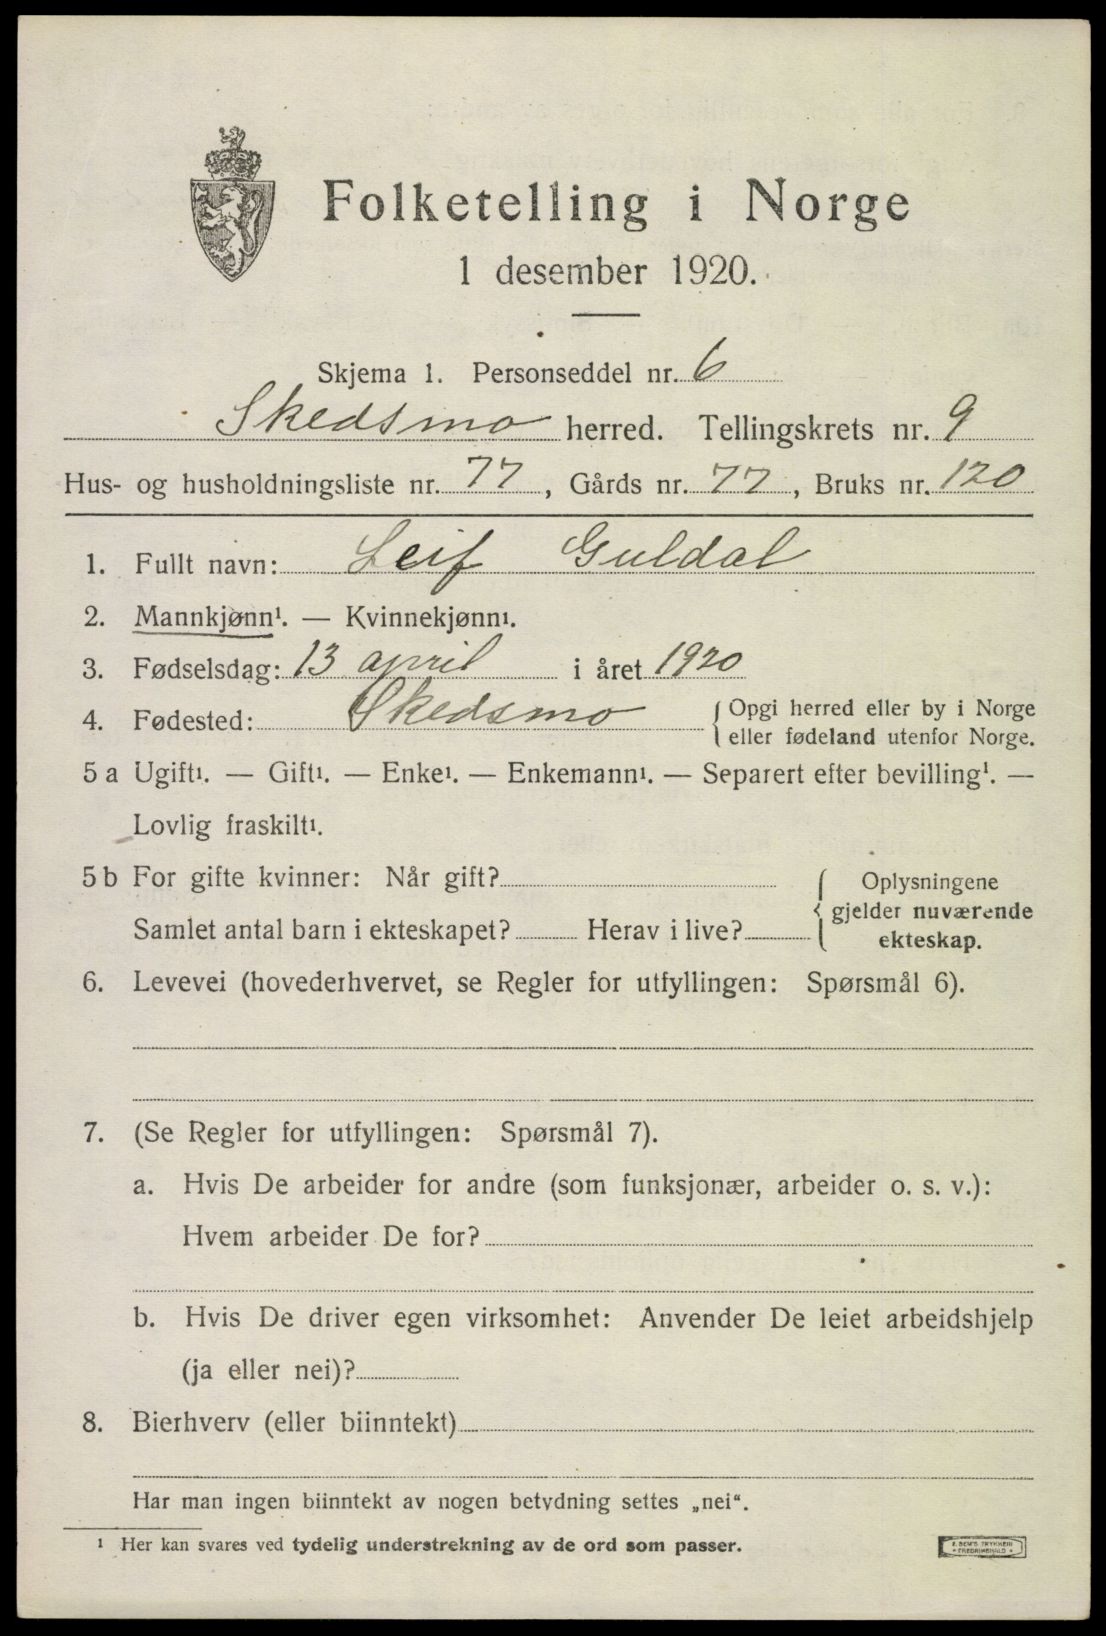 Folketelling i Norge
1 desember 1920.
Skjema 1. Personseddel nr. 6
Skedsmo herred. Tellingskrets nr. 9
Hus- og husholdningsliste nr. 77, Gårds nr. 77, Bruks nr. 120
1. Fullt navn: Leif Guldal
2. Mannkjønn¹. — Kvinnekjønn¹.
3. Fødselsdag: 13 april i året 1920
4. Fødested: Skedsmo { Opgi herred eller by i Norge
eller fødeland utenfor Norge.
5 a Ugift¹. — Gift¹. — Enke¹. — Enkemann¹. — Separert efter bevilling¹. —
Lovlig fraskilt¹.
5 b For gifte kvinner: Når gift?
Samlet antal barn i ekteskapet? Herav i live?
{ Oplysningene
gjelder nuværende
ekteskap.
6. Levevei (hovederhvervet, se Regler for utfyllingen: Spørsmål 6).
7. (Se Regler for utfyllingen: Spørsmål 7).
a. Hvis De arbeider for andre (som funksjonær, arbeider o. s. v.):
Hvem arbeider De for?
b. Hvis De driver egen virksomhet: Anvender De leiet arbeidshjelp
(ja eller nei)?
8. Bierhverv (eller biinntekt)
Har man ingen biinntekt av nogen betydning settes „nei“.
¹ Her kan svares ved tydelig understrekning av de ord som passer.
E. SEM'S TRYKKERI
• FREDRIKSHALD •